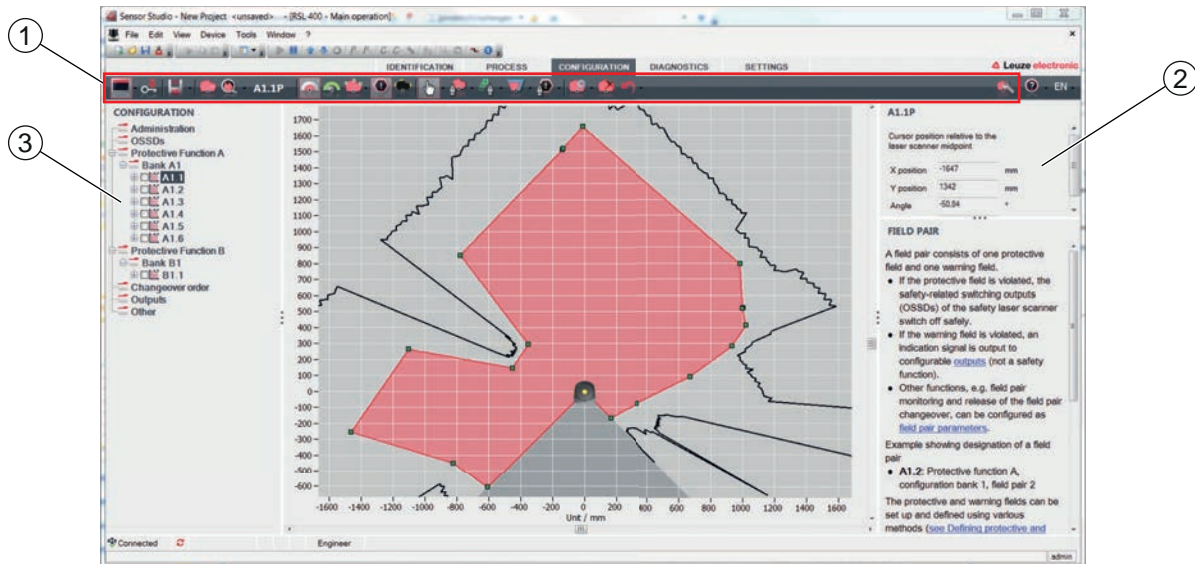 Sensor Studio - New Project <unsaved> - [RSL-400 - Main operation]
File Edit View Device Tools Window ?
IDENTIFICATION PROCESS CONFIGURATION DIAGNOSTICS SETTINGS
Leuze electronic
1
A1.1P
EN
2
3
CONFIGURATION
Administration
OSSDs
Protective Function A
Bank A1
A1.1
A1.2
A1.3
A1.4
A1.5
A1.6
Protective Function B
Bank B1
B1.1
Changeover order
Outputs
Other
1700
1600
1500
1400
1300
1200
1100
1000
900
800
700
600
500
400
300
200
100
0
-100
-200
-300
-400
-500
-600
-1600 -1400 -1200 -1000 -800 -600 -400 -200 0 200 400 600 800 1000 1200 1400 1600
Unt / mm
A1.1P
Cursor position relative to the
laser scanner midpoint
X position -1647 mm
Y position 1342 mm
Angle -50,84 °
FIELD PAIR
A field pair consists of one protective
field and one warning field.
• If the protective field is violated, the
safety-related switching outputs
(OSSDs) of the safety laser scanner
switch off safely.
• If the warning field is violated, an
indication signal is output to
configurable outputs (not a safety
function).
• Other functions, e.g. field pair
monitoring and release of the field pair
changeover, can be configured as
field pair parameters.
Example showing designation of a field
pair
• A1.2: Protective function A,
configuration bank 1, field pair 2
The protective and warning fields can be
set up and defined using various
methods (see Defining protective and
Connected
Engineer
admin